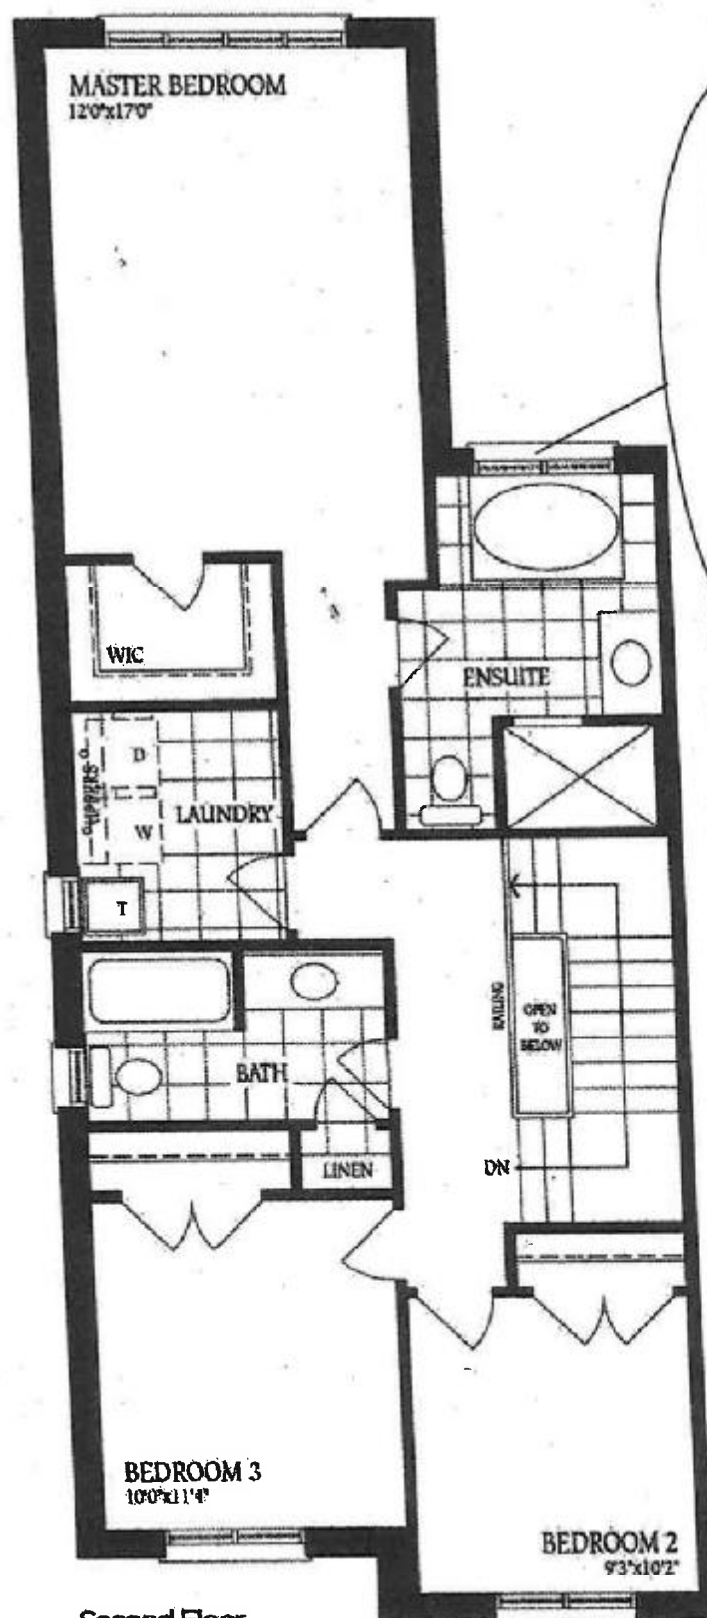 MASTER BEDROOM
12'0"x17'0"
WIC
ENSUITE
D
UPPERS
W
LAUNDRY
T
RAILING
OPEN
TO
BELOW
BATH
LINEN
DN
BEDROOM 3
10'0"x11'4"
BEDROOM 2
9'3"x10'2"
Second Floor